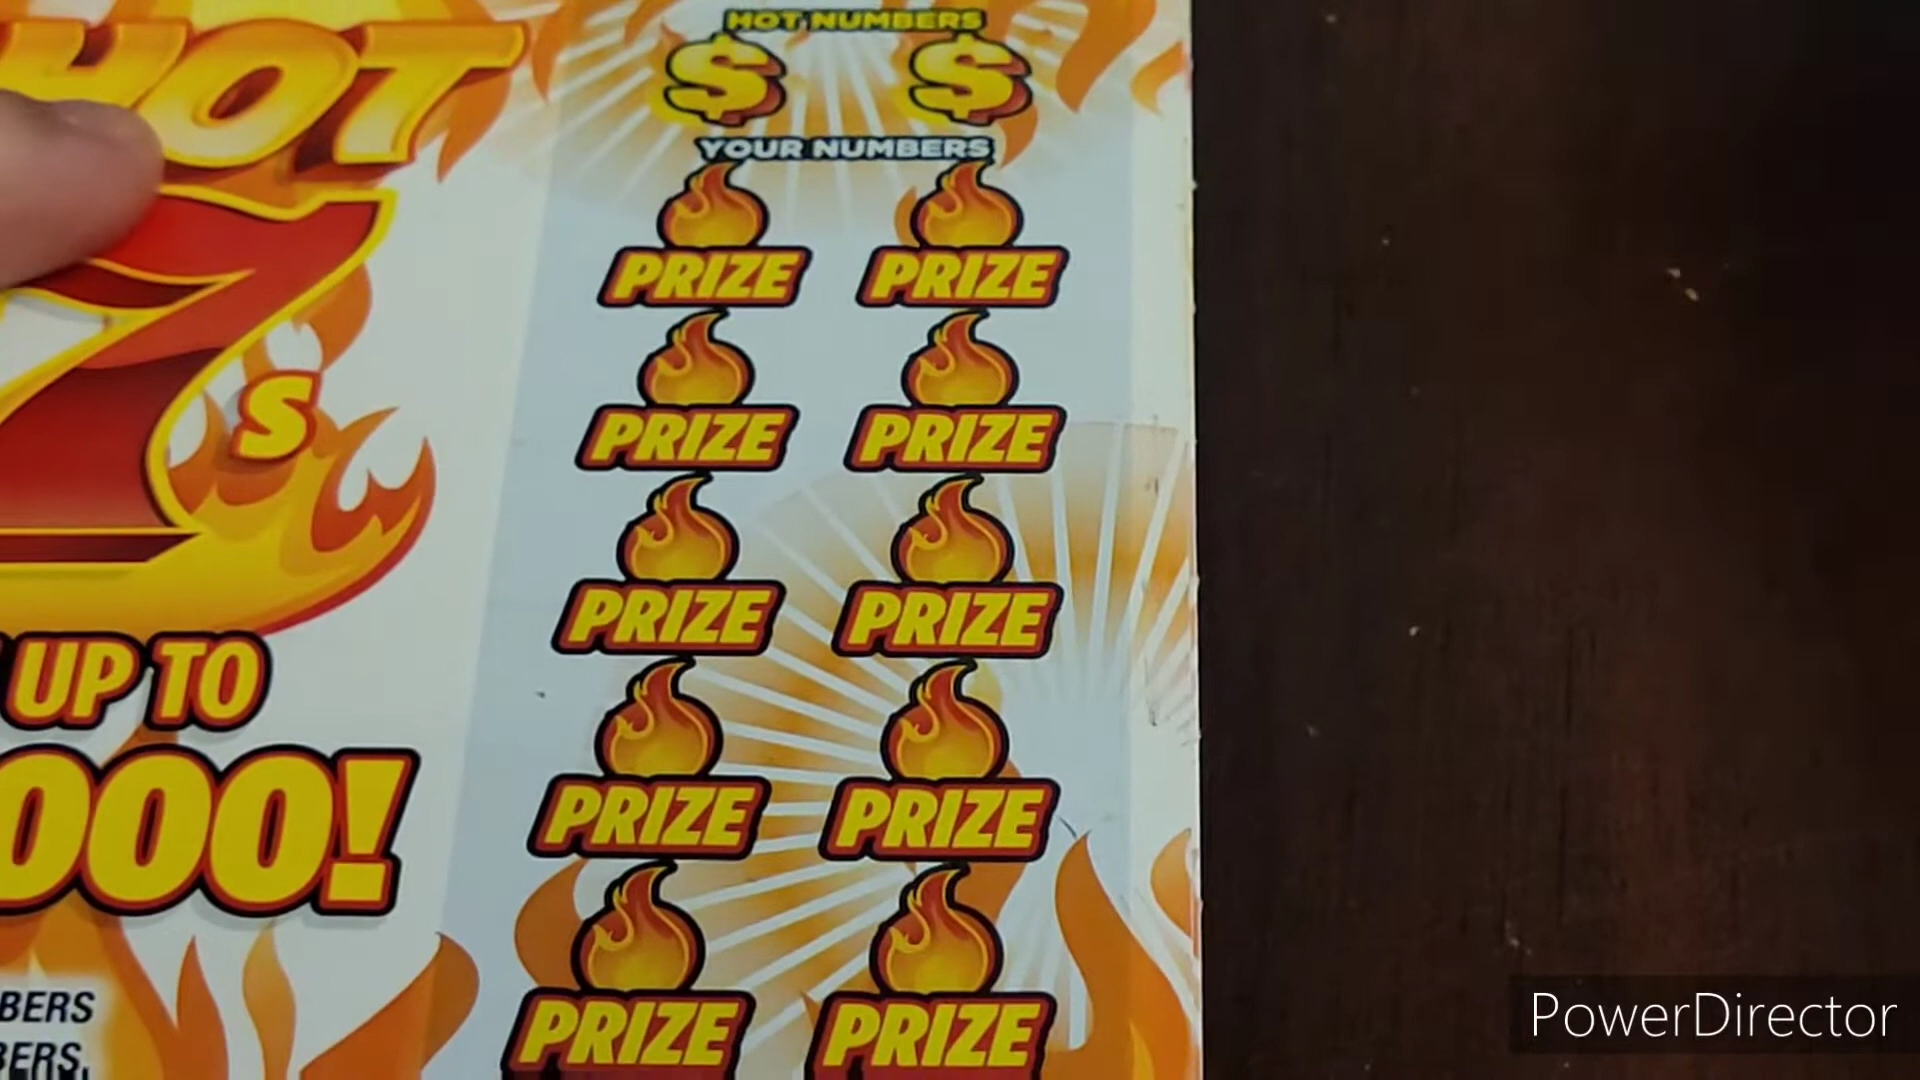 HOT
7s
UP TO
000!
BERS
BERS.
HOT NUMBERS
$ $
YOUR NUMBERS
PRIZE PRIZE
PRIZE PRIZE
PRIZE PRIZE
PRIZE PRIZE
PRIZE PRIZE
PowerDirector